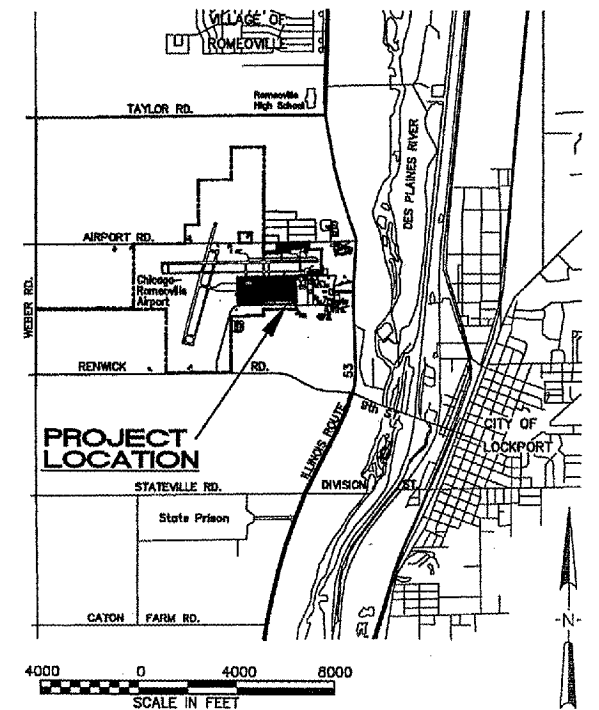 VILLAGE OF
ROMEOVILLE
Romeoville
High School
TAYLOR RD.
DES PLAINES RIVER
AIRPORT RD.
Chicago-
Romeoville
Airport
WEBER RD.
RENWICK RD.
53
9th St.
CITY OF
LOCKPORT
PROJECT
LOCATION
ILLINOIS ROUTE
STATEVILLE RD.
DIVISION ST.
State Prison
CATON FARM RD.
-N-
4000 0 4000 8000
SCALE IN FEET